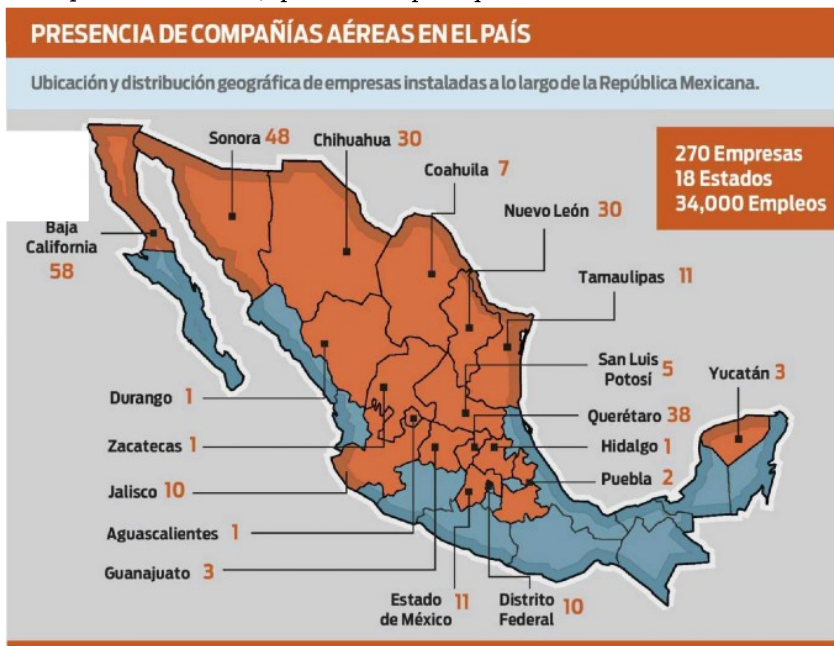 PRESENCIA DE COMPAÑÍAS AÉREAS EN EL PAÍS
Ubicación y distribución geográfica de empresas instaladas a lo largo de la República Mexicana.
270 Empresas
18 Estados
34,000 Empleos
Sonora 48
Chihuahua 30
Coahuila 7
Nuevo León 30
Baja
California
58
Tamaulipas 11
San Luis
Potosí 5
Yucatán 3
Durango 1
Querétaro 38
Zacatecas 1
Hidalgo 1
Jalisco 10
Puebla 2
Aguascalientes 1
Guanajuato 3
Estado
de México 11
Distrito
Federal 10